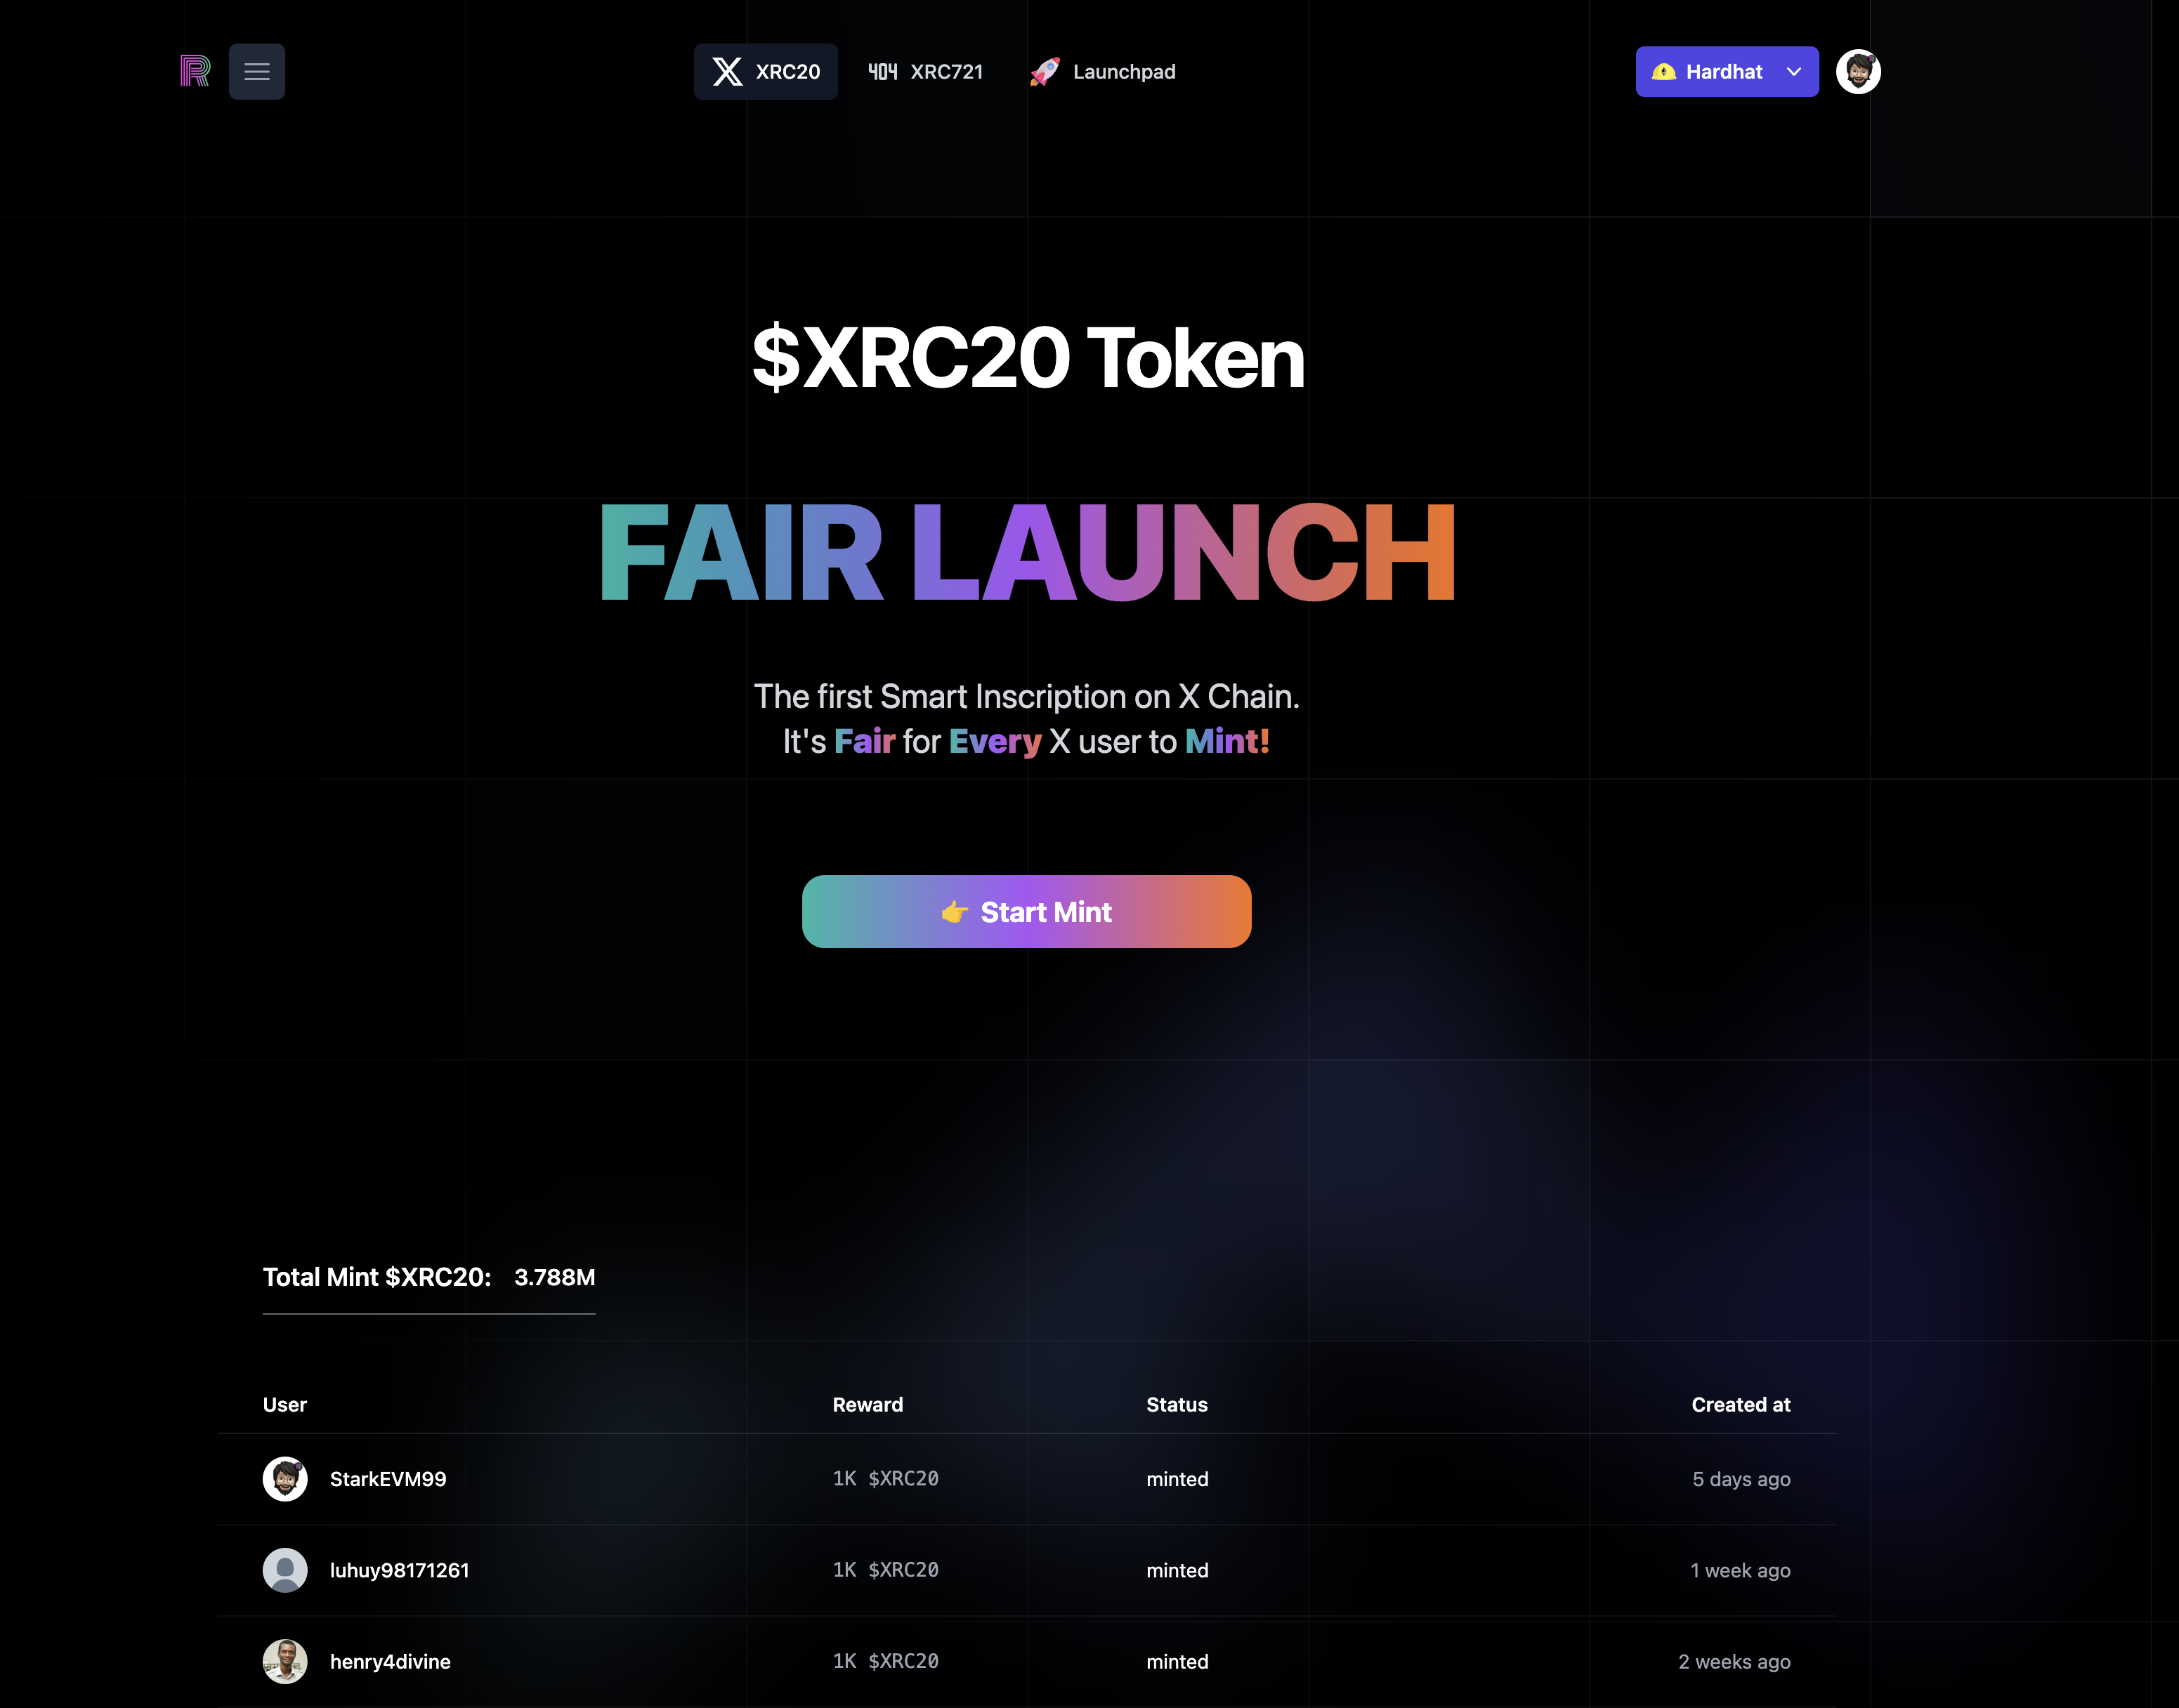 R
XRC20
404 XRC721
Launchpad
Hardhat
$XRC20 Token
FAIR LAUNCH
The first Smart Inscription on X Chain.
It's Fair for Every X user to Mint!
👉 Start Mint
Total Mint $XRC20: 3.788M
User Reward Status Created at
StarkEVM99 1K $XRC20 minted 5 days ago
luhuy98171261 1K $XRC20 minted 1 week ago
henry4divine 1K $XRC20 minted 2 weeks ago